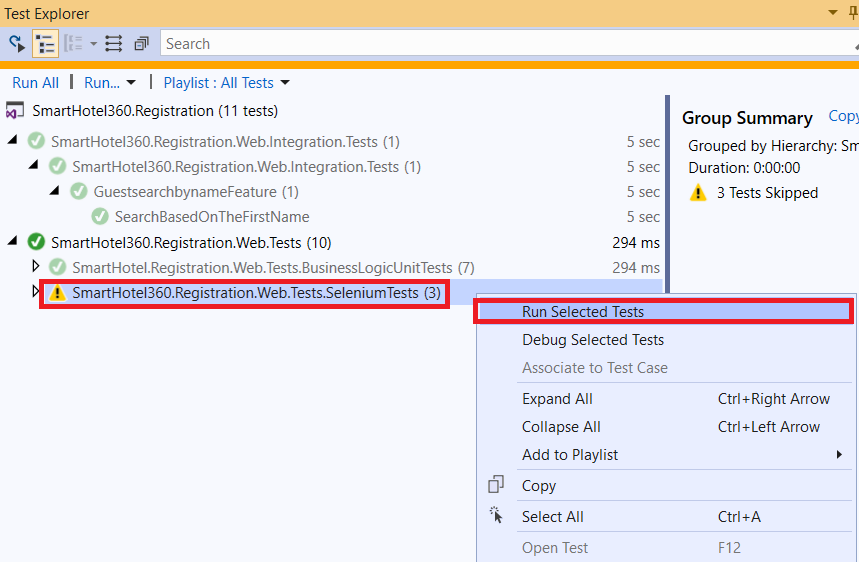 Test Explorer
Search
Run All | Run... | Playlist : All Tests
SmartHotel360.Registration (11 tests)
SmartHotel360.Registration.Web.Integration.Tests (1) 5 sec
SmartHotel360.Registration.Web.Integration.Tests (1) 5 sec
GuestsearchbynameFeature (1) 5 sec
SearchBasedOnTheFirstName 5 sec
SmartHotel360.Registration.Web.Tests (10) 294 ms
SmartHotel.Registration.Web.Tests.BusinessLogicUnitTests (7) 294 ms
SmartHotel360.Registration.Web.Tests.SeleniumTests (3)
Group Summary Copy
Grouped by Hierarchy: Sm
Duration: 0:00:00
3 Tests Skipped
Run Selected Tests
Debug Selected Tests
Associate to Test Case
Expand All Ctrl+Right Arrow
Collapse All Ctrl+Left Arrow
Add to Playlist
Copy
Select All Ctrl+A
Open Test F12